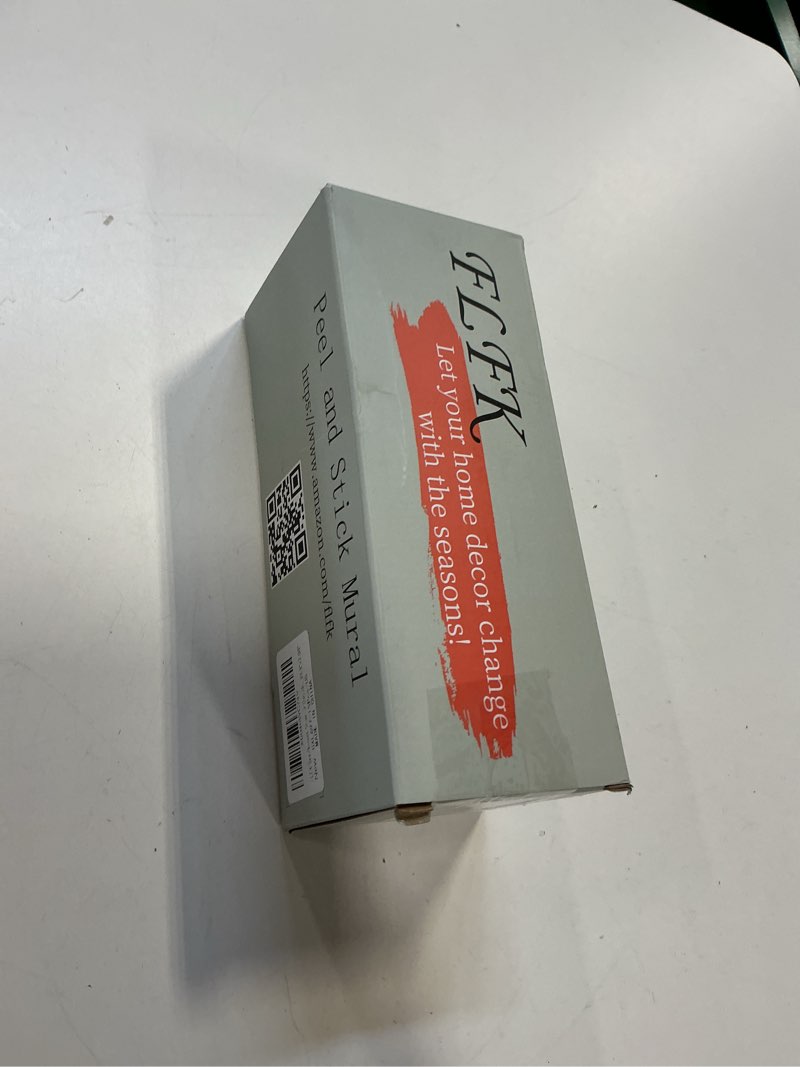 FLFK
Let your home decor change
with the seasons!
Peel and Stick Mural
https://www.amazon.com/flfk